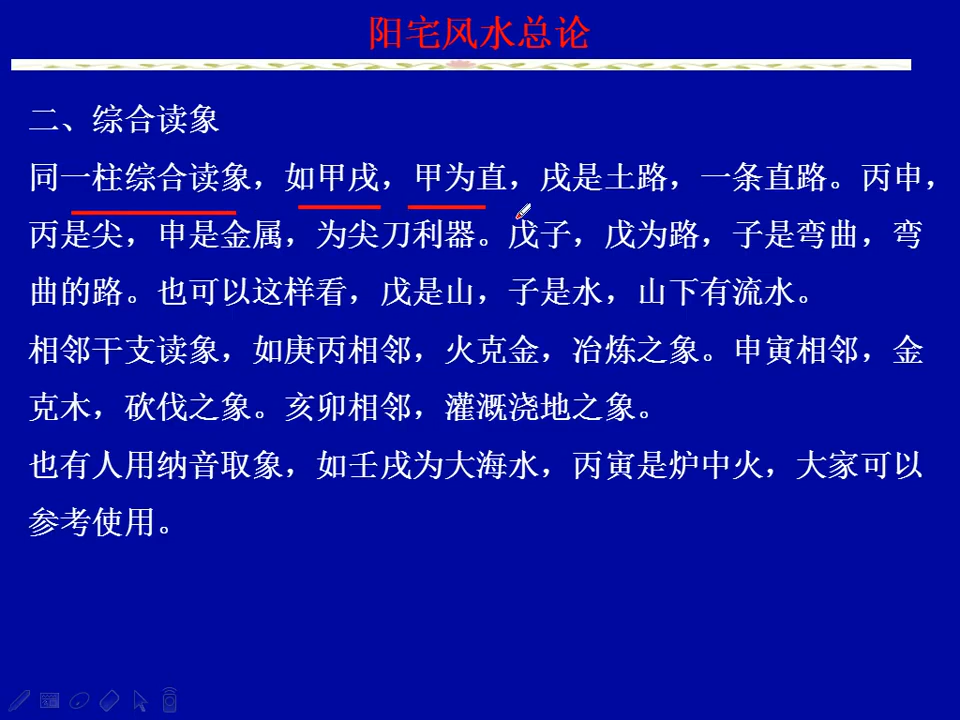 阳宅风水总论
二、综合读象
同一柱综合读象，如甲戌，甲为直，戌是土路，一条直路。丙申，
丙是尖，申是金属，为尖刀利器。戊子，戊为路，子是弯曲，弯
曲的路。也可以这样看，戊是山，子是水，山下有流水。
相邻干支读象，如庚丙相邻，火克金，冶炼之象。申寅相邻，金
克木，砍伐之象。亥卯相邻，灌溉浇地之象。
也有人用纳音取象，如壬戌为大海水，丙寅是炉中火，大家可以
参考使用。